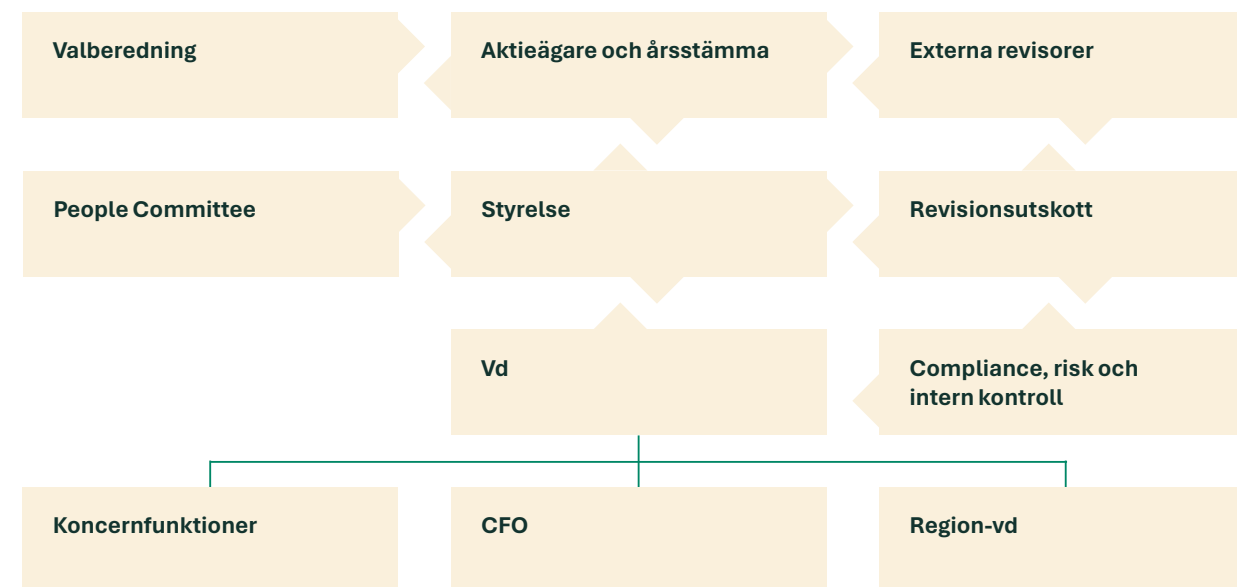 Valberedning
Aktieägare och årsstämma
Externa revisorer
People Committee
Styrelse
Revisionsutskott
Vd
Compliance, risk och
intern kontroll
Koncernfunktioner
CFO
Region-vd